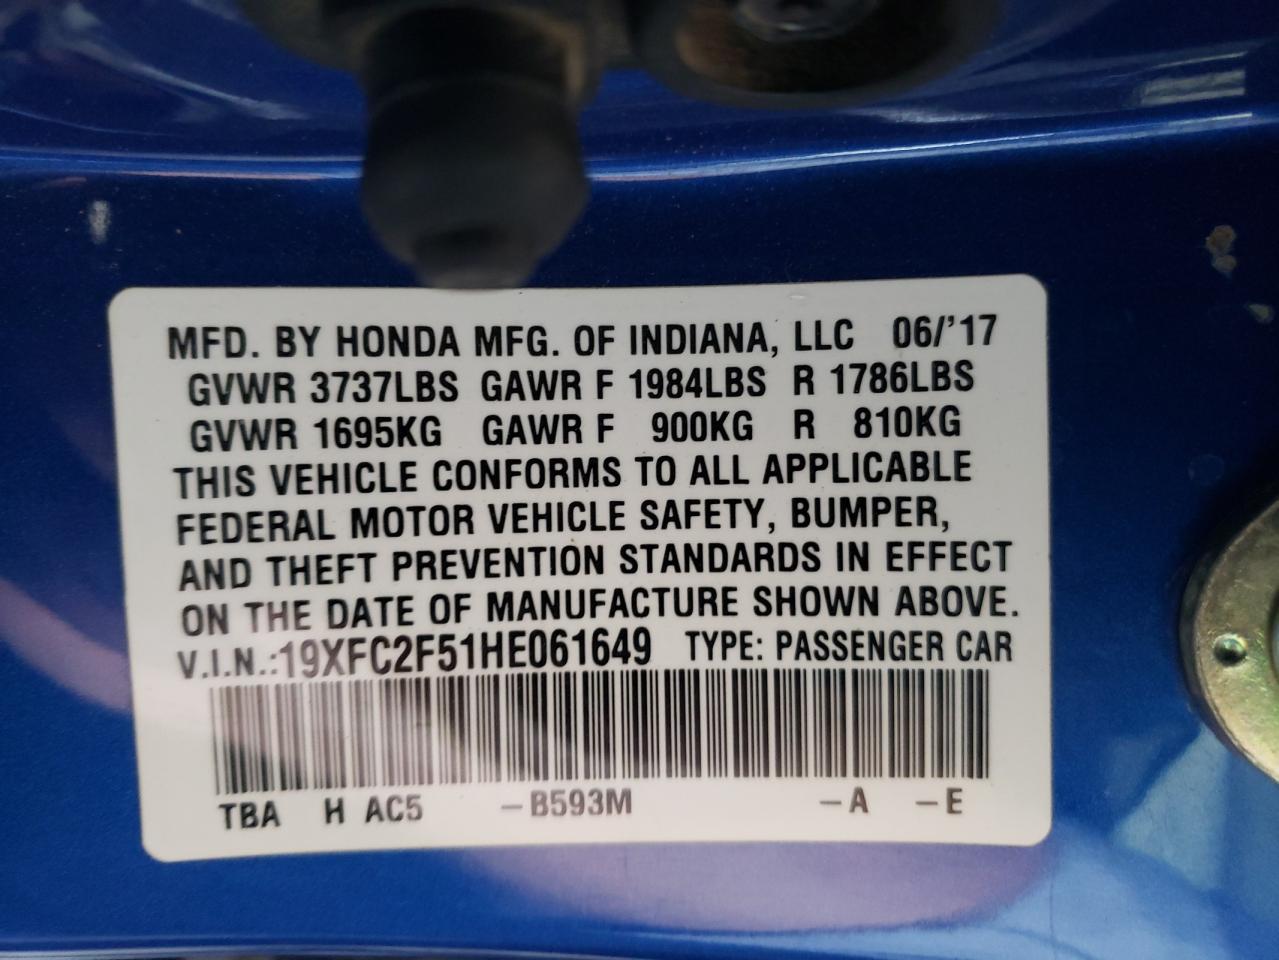 MFD. BY HONDA MFG. OF INDIANA, LLC 06/'17
GVWR 3737LBS GAWR F 1984LBS R 1786LBS
GVWR 1695KG GAWR F 900KG R 810KG
THIS VEHICLE CONFORMS TO ALL APPLICABLE
FEDERAL MOTOR VEHICLE SAFETY, BUMPER,
AND THEFT PREVENTION STANDARDS IN EFFECT
ON THE DATE OF MANUFACTURE SHOWN ABOVE.
V.I.N.:19XFC2F51HE061649 TYPE: PASSENGER CAR
TBA H AC5 –B593M –A –E